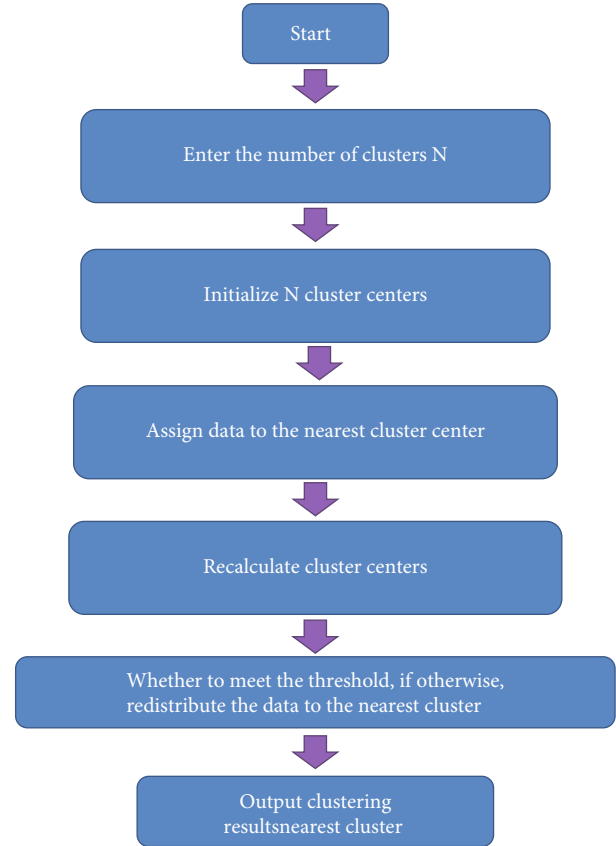 Start
Enter the number of clusters N
Initialize N cluster centers
Assign data to the nearest cluster center
Recalculate cluster centers
Whether to meet the threshold, if otherwise,
redistribute the data to the nearest cluster
Output clustering
resultsnearest cluster